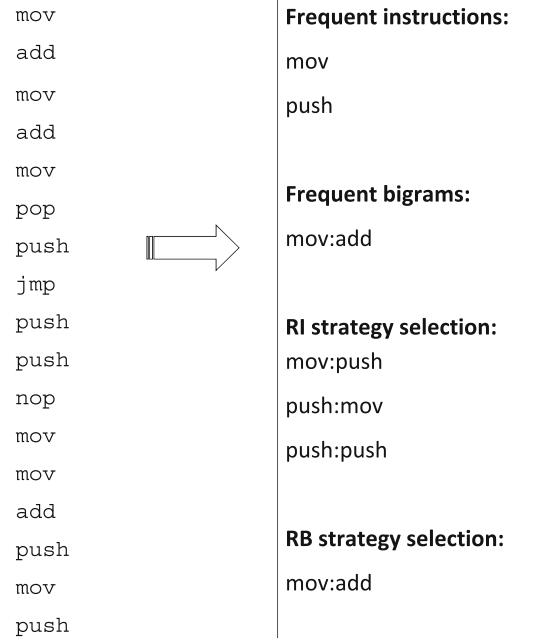 mov
add
mov
add
mov
pop
push
jmp
push
push
nop
mov
mov
add
push
mov
push
Frequent instructions:
mov
push
Frequent bigrams:
mov:add
RI strategy selection:
mov:push
push:mov
push:push
RB strategy selection:
mov:add